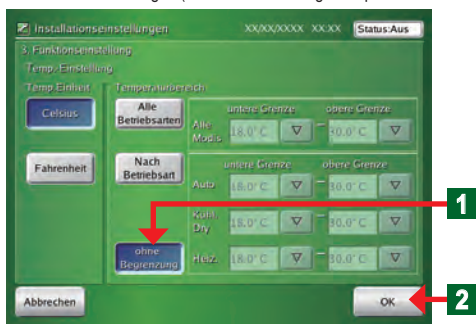 Installationseinstellungen XX/XX/XXXX XX:XX Status:Aus
3. Funktionseinstellung
Temp.-Einstellung
Temp.Einheit Temperaturbereich
Celsius
Fahrenheit
Alle Betriebsarten
untere Grenze obere Grenze
Alle Modus 18.0°C – 30.0°C
Nach Betriebsart
untere Grenze obere Grenze
Auto 18.0°C – 30.0°C
Kühl. Dry 18.0°C – 30.0°C
ohne Begrenzung
Heiz. 18.0°C – 30.0°C
1
Abbrechen OK
2